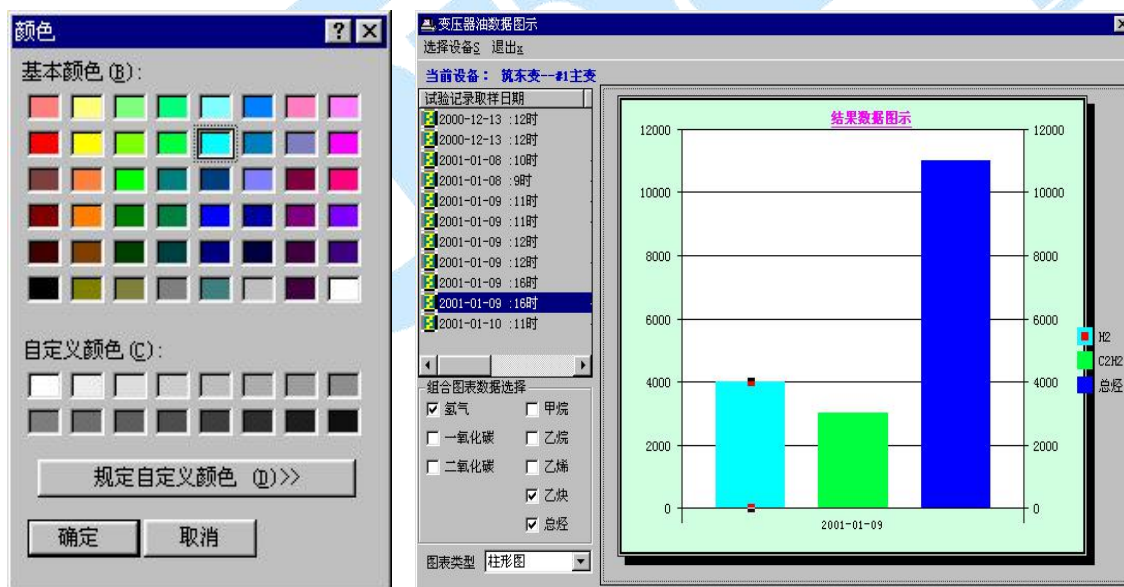 颜色
基本颜色(B):
自定义颜色(C):
规定自定义颜色 (D)>>
确定 取消
变压器油数据图示
选择设备S 退出x
当前设备: 筑东变--#1主变
试验记录取样日期
2000-12-13 :12时
2000-12-13 :12时
2001-01-08 :10时
2001-01-08 :9时
2001-01-09 :11时
2001-01-09 :11时
2001-01-09 :12时
2001-01-09 :12时
2001-01-09 :16时
2001-01-09 :16时
2001-01-10 :11时
组合图表数据选择
氢气 甲烷
一氧化碳 乙烷
二氧化碳 乙烯
乙炔
总烃
图表类型 柱形图
结果数据图示
12000 12000
10000 10000
8000 8000
6000 6000
4000 4000
2000 2000
0 0
2001-01-09
H2
C2H2
总烃